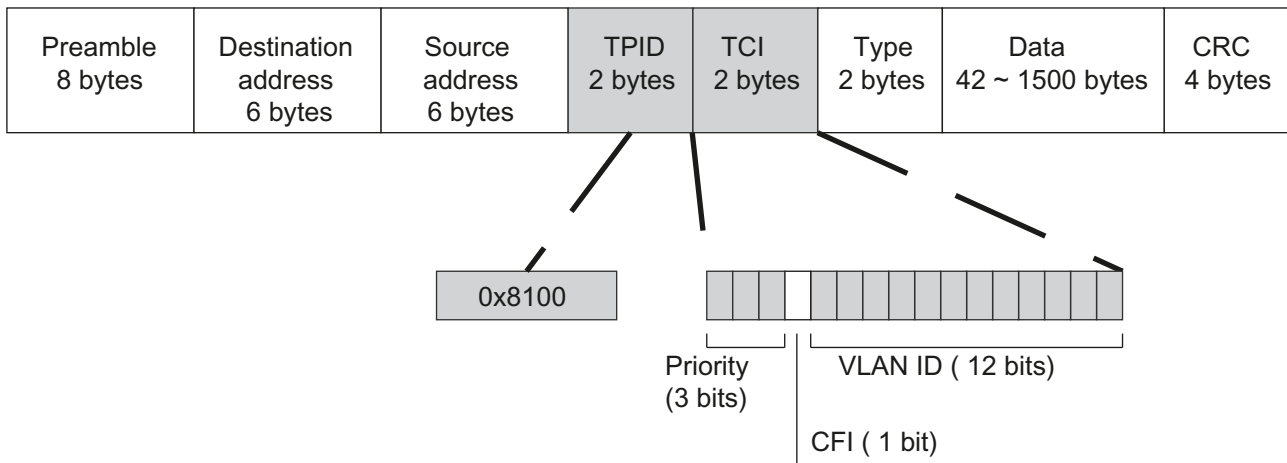 Preamble
8 bytes
Destination
address
6 bytes
Source
address
6 bytes
TPID
2 bytes
TCI
2 bytes
Type
2 bytes
Data
42 ~ 1500 bytes
CRC
4 bytes
0x8100
Priority
(3 bits)
VLAN ID ( 12 bits)
CFI ( 1 bit)